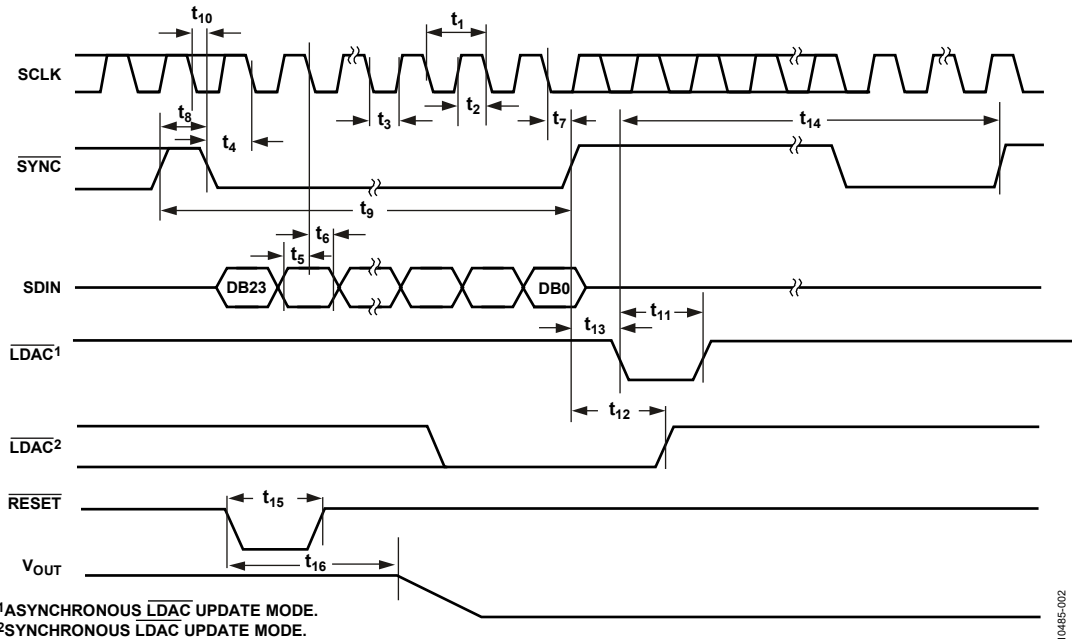 t10
t1
SCLK
t8
t4
t3
t2
t7
t14
SYNC
t9
t6
t5
SDIN
DB23
DB0
t13
t11
LDAC1
t12
LDAC2
RESET
t15
t16
VOUT
1ASYNCHRONOUS LDAC UPDATE MODE.
2SYNCHRONOUS LDAC UPDATE MODE.
10485-002